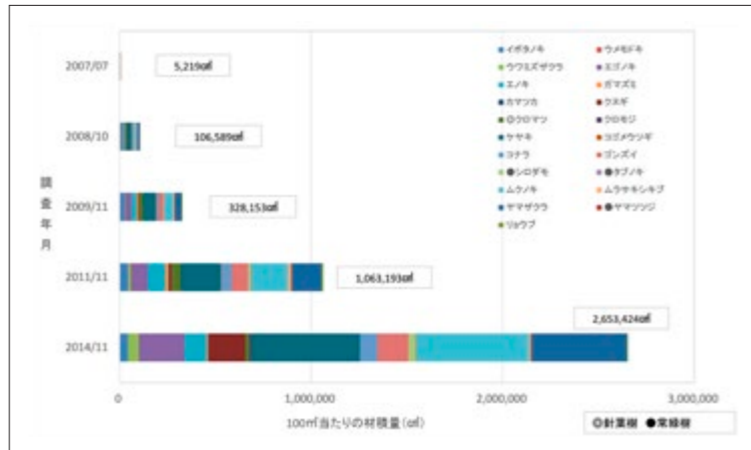 2007/07
5,219㎤
2008/10
106,589㎤
調査年月
2009/11
328,153㎤
2011/11
1,063,193㎤
2014/11
2,653,424㎤
0 1,000,000 2,000,000 3,000,000
100㎡当たりの材積量(㎤)
イボタノキ ウメモドキ
ウワミズザクラ エゴノキ
エノキ ガマズミ
カマツカ クヌギ
◎クロマツ クロモジ
ケヤキ コゴメウツギ
コナラ ゴンズイ
●シロダモ ●タブノキ
ムクノキ ムラサキシキブ
ヤマザクラ ●ヤマツツジ
リョウブ
◎針葉樹 ●常緑樹